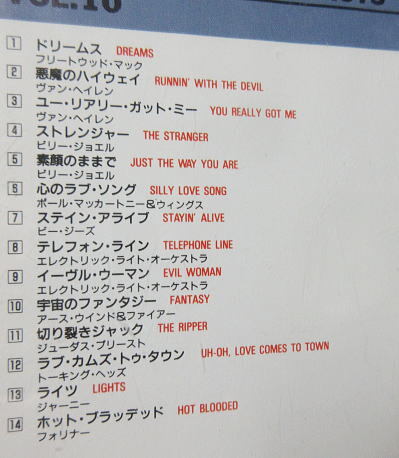 VOL.10
1 ドリームス DREAMS
フリートウッド・マック
2 悪魔のハイウェイ RUNNIN' WITH THE DEVIL
ヴァン・ヘイレン
3 ユー・リアリー・ガット・ミー YOU REALLY GOT ME
ヴァン・ヘイレン
4 ストレンジャー THE STRANGER
ビリー・ジョエル
5 素顔のままで JUST THE WAY YOU ARE
ビリー・ジョエル
6 心のラブ・ソング SILLY LOVE SONG
ポール・マッカートニー&ウィングス
7 ステイン・アライブ STAYIN' ALIVE
ビー・ジーズ
8 テレフォン・ライン TELEPHONE LINE
エレクトリック・ライト・オーケストラ
9 イーヴル・ウーマン EVIL WOMAN
エレクトリック・ライト・オーケストラ
10 宇宙のファンタジー FANTASY
アース・ウインド&ファイアー
11 切り裂きジャック THE RIPPER
ジューダス・プリースト
12 ラブ・カムズ・トゥ・タウン UH-OH, LOVE COMES TO TOWN
トーキング・ヘッズ
13 ライツ LIGHTS
ジャーニー
14 ホット・ブラッデッド HOT BLOODED
フォリナー